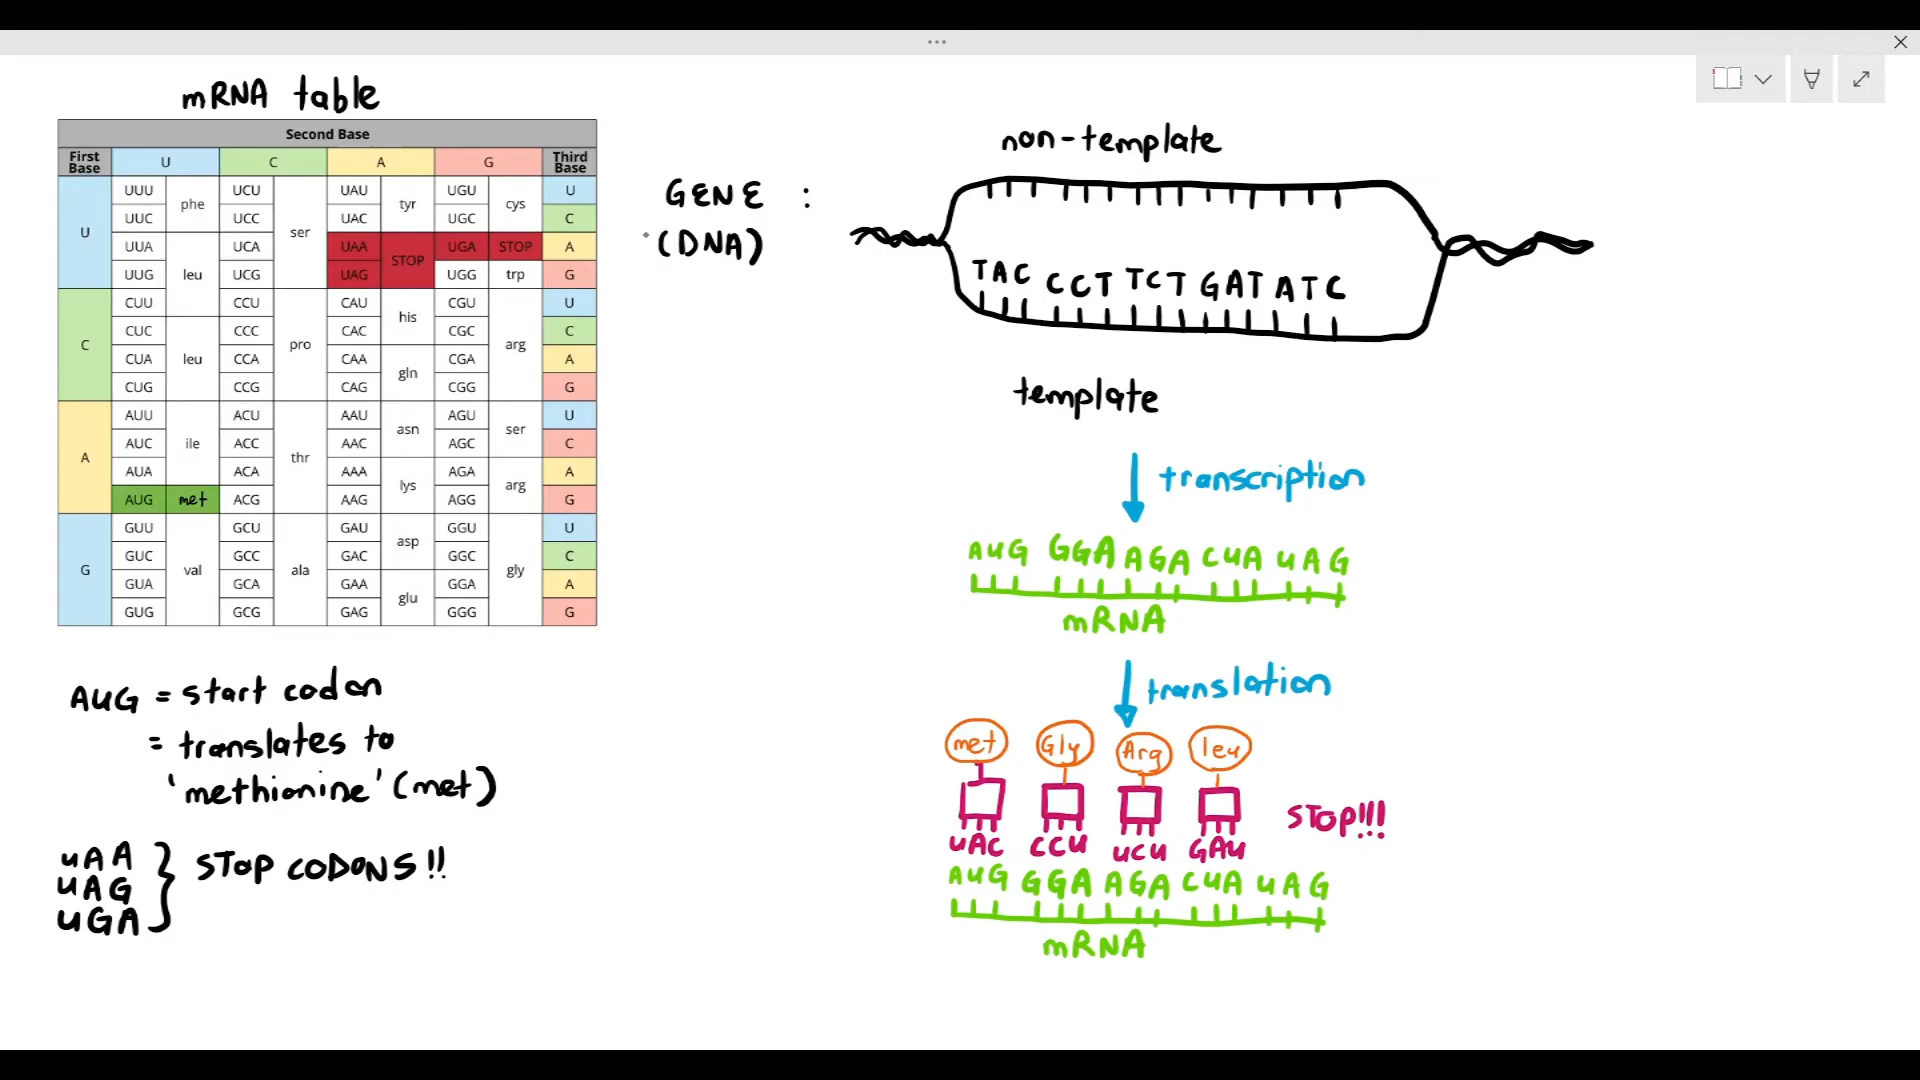 mRNA table
Second Base
First Base U C A G Third Base
U UUU phe UCU ser UAU tyr UGU cys U
UUC UCC UAC UGC C
UUA leu UCA UAA STOP UGA STOP A
UUG UCG UAG UGG trp G
C CUU leu CCU pro CAU his CGU arg U
CUC CCC CAC CGC C
CUA CCA CAA gln CGA A
CUG CCG CAG CGG G
A AUU ile ACU thr AAU asn AGU ser U
AUC ACC AAC AGC C
AUA ACA AAA lys AGA arg A
AUG met ACG AAG AGG G
G GUU val GCU ala GAU asp GGU gly U
GUC GCC GAC GGC C
GUA GCA GAA glu GGA A
GUG GCG GAG GGG G
AUG = start codon
= translates to
'methionine' (met)
UAA
UAG } STOP CODONS!!
UGA
non-template
GENE :
(DNA)
TAC CCT TCT GAT ATC
template
transcription
AUG GGA AGA CUA UAG
mRNA
translation
met Gly Arg leu
STOP!!!
UAC CCU UCU GAU
AUG GGA AGA CUA UAG
mRNA